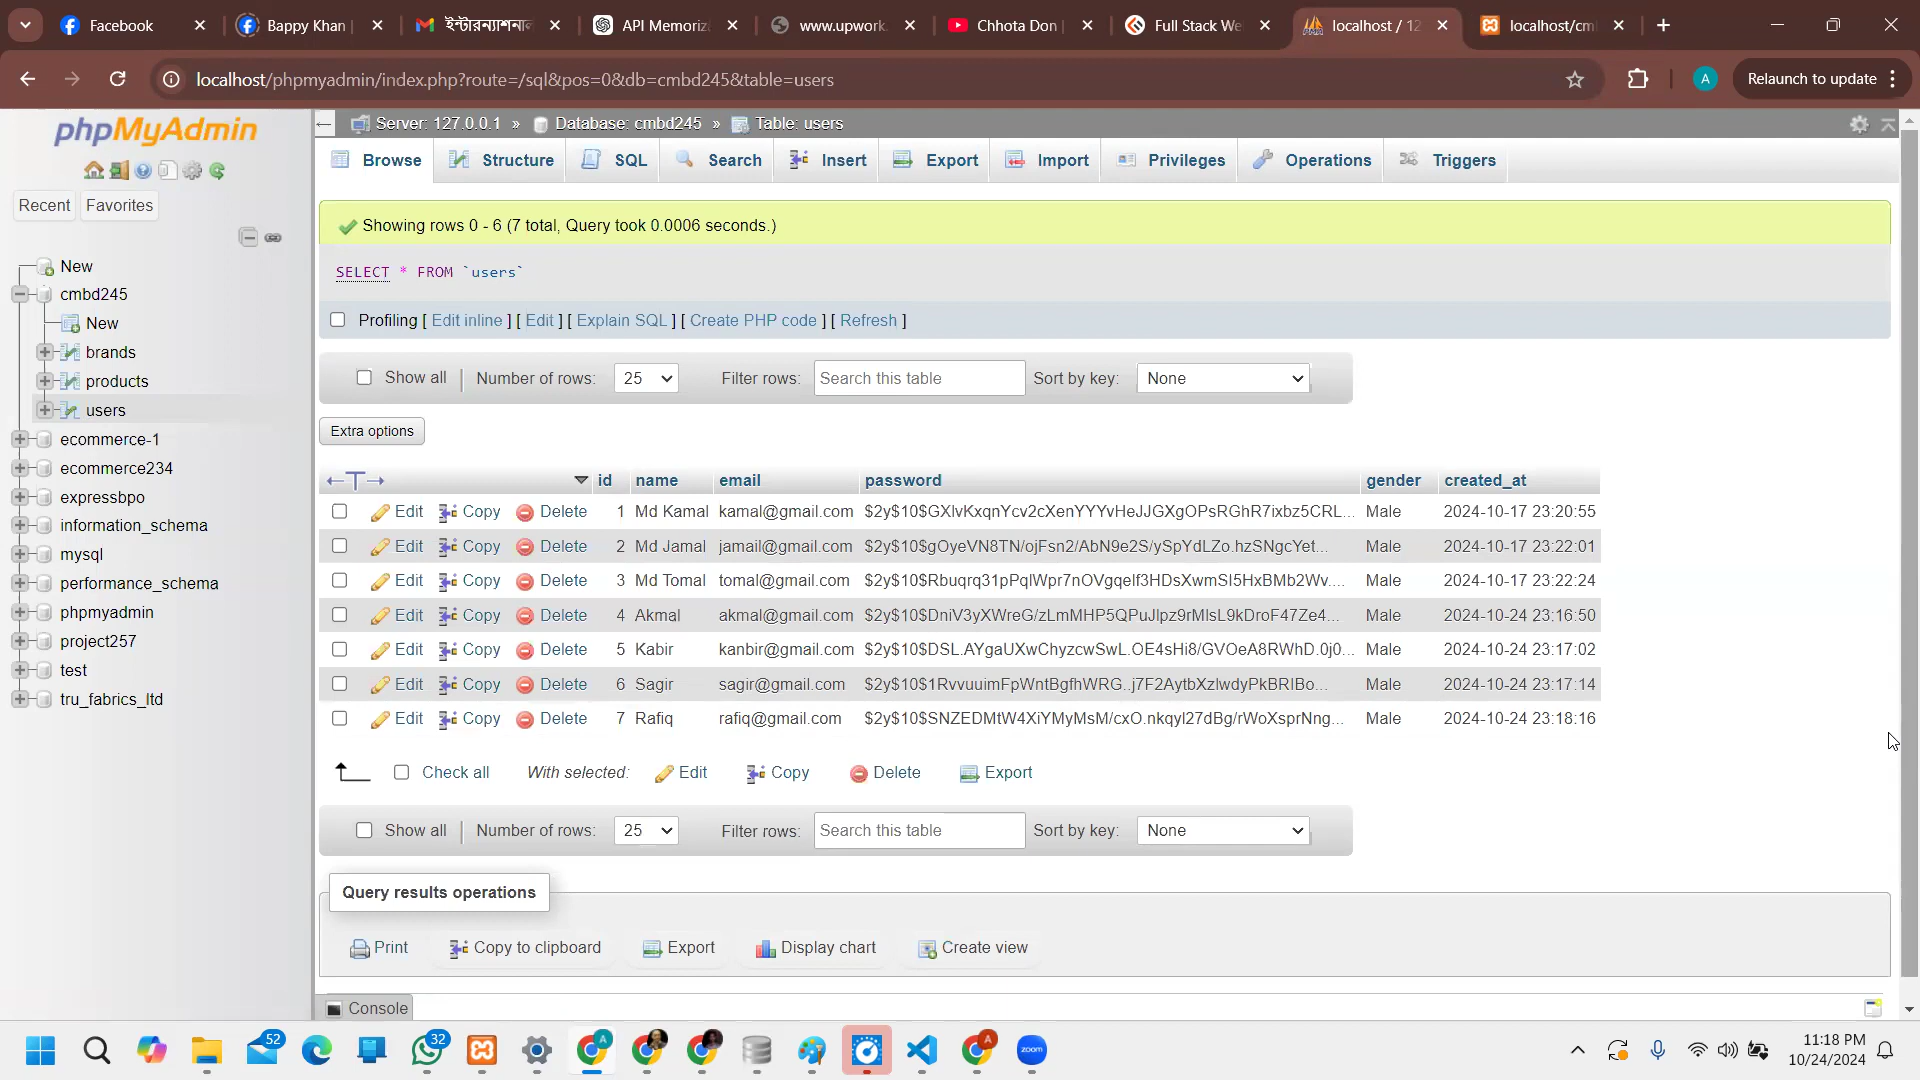 Facebook
Bappy Khan
ইন্টারন্যাশনাল
API Memoriz
www.upwork.
Chhota Don
Full Stack We
localhost / 12
localhost/cm
localhost/phpmyadmin/index.php?route=/sql&pos=0&db=cmbd245&table=users
A
Relaunch to update
phpMyAdmin
Recent
Favorites
New
cmbd245
New
brands
products
users
ecommerce-1
ecommerce234
expressbpo
information_schema
mysql
performance_schema
phpmyadmin
project257
test
tru_fabrics_ltd
Server: 127.0.0.1 » Database: cmbd245 » Table: users
Browse Structure SQL Search Insert Export Import Privileges Operations Triggers
Showing rows 0 - 6 (7 total, Query took 0.0006 seconds.)
SELECT * FROM `users`
Profiling [ Edit inline ] [ Edit ] [ Explain SQL ] [ Create PHP code ] [ Refresh ]
Show all Number of rows: 25 Filter rows: Search this table Sort by key: None
Extra options
id name email password gender created_at
Edit Copy Delete 1 Md Kamal kamal@gmail.com $2y$10$GXlvKxqnYcv2cXenYYYvHeJJGXgOPsRGhR7ixbz5CRL... Male 2024-10-17 23:20:55
Edit Copy Delete 2 Md Jamal jamail@gmail.com $2y$10$gOyeVN8TN/ojFsn2/AbN9e2S/ySpYdLZo.hzSNgcYet... Male 2024-10-17 23:22:01
Edit Copy Delete 3 Md Tomal tomal@gmail.com $2y$10$Rbuqrq31pPqlWpr7nOVgqelf3HDsXwmSI5HxBMb2Wv.... Male 2024-10-17 23:22:24
Edit Copy Delete 4 Akmal akmal@gmail.com $2y$10$DniV3yXWreG/zLmMHP5QPuJlpz9rMlsL9kDroF47Ze4... Male 2024-10-24 23:16:50
Edit Copy Delete 5 Kabir kanbir@gmail.com $2y$10$DSL.AYgaUXwChyzcwSwL.OE4sHi8/GVOeA8RWhD.0j0... Male 2024-10-24 23:17:02
Edit Copy Delete 6 Sagir sagir@gmail.com $2y$10$1RvvuuimFpWntBgfhWRG..j7F2AytbXzlwdyPkBRIBo... Male 2024-10-24 23:17:14
Edit Copy Delete 7 Rafiq rafiq@gmail.com $2y$10$SNZEDMtW4XiYMyMsM/cxO.nkqyl27dBg/rWoXsprNng... Male 2024-10-24 23:18:16
Check all With selected: Edit Copy Delete Export
Show all Number of rows: 25 Filter rows: Search this table Sort by key: None
Query results operations
Print Copy to clipboard Export Display chart Create view
Console
52
32
A
A
zoom
11:18 PM
10/24/2024